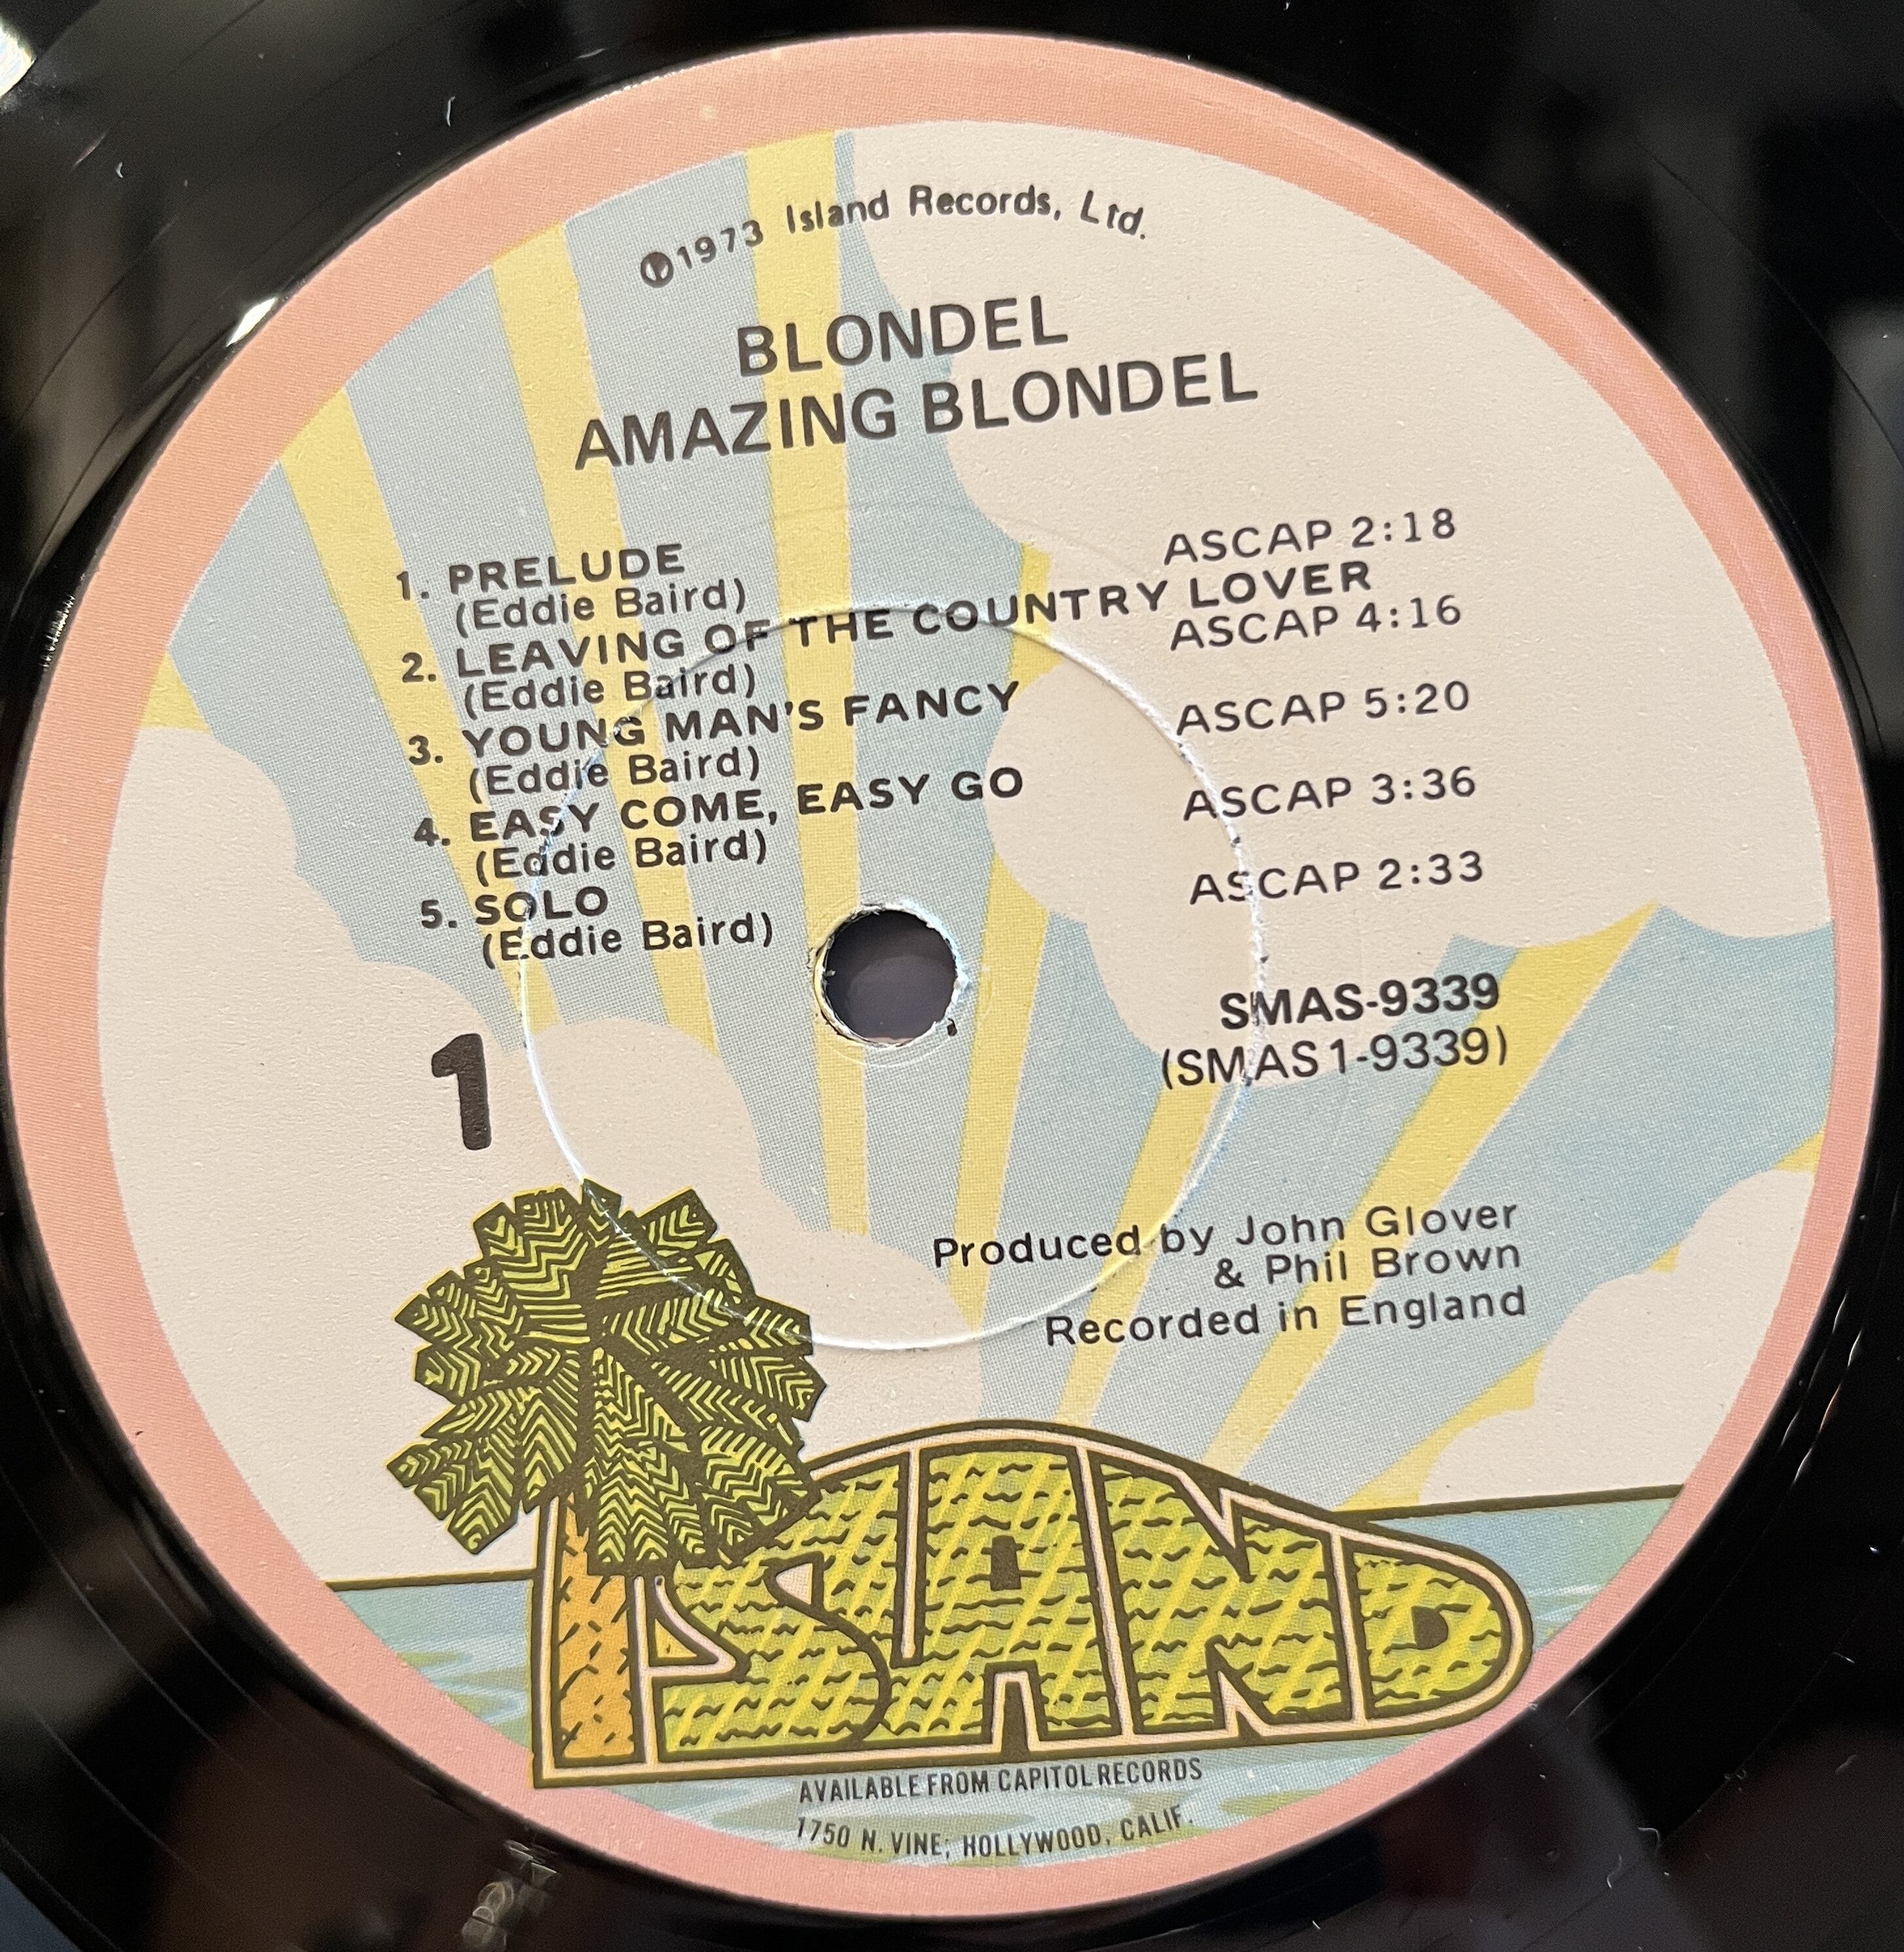 ℗1973 Island Records, Ltd.
BLONDEL
AMAZING BLONDEL
1. PRELUDE ASCAP 2:18
(Eddie Baird)
2. LEAVING OF THE COUNTRY LOVER
(Eddie Baird) ASCAP 4:16
3. YOUNG MAN'S FANCY ASCAP 5:20
(Eddie Baird)
4. EASY COME, EASY GO ASCAP 3:36
(Eddie Baird)
5. SOLO ASCAP 2:33
(Eddie Baird)
SMAS-9339
(SMAS 1-9339)
1
Produced by John Glover
& Phil Brown
Recorded in England
ISLAND
AVAILABLE FROM CAPITOL RECORDS
1750 N. VINE; HOLLYWOOD, CALIF.